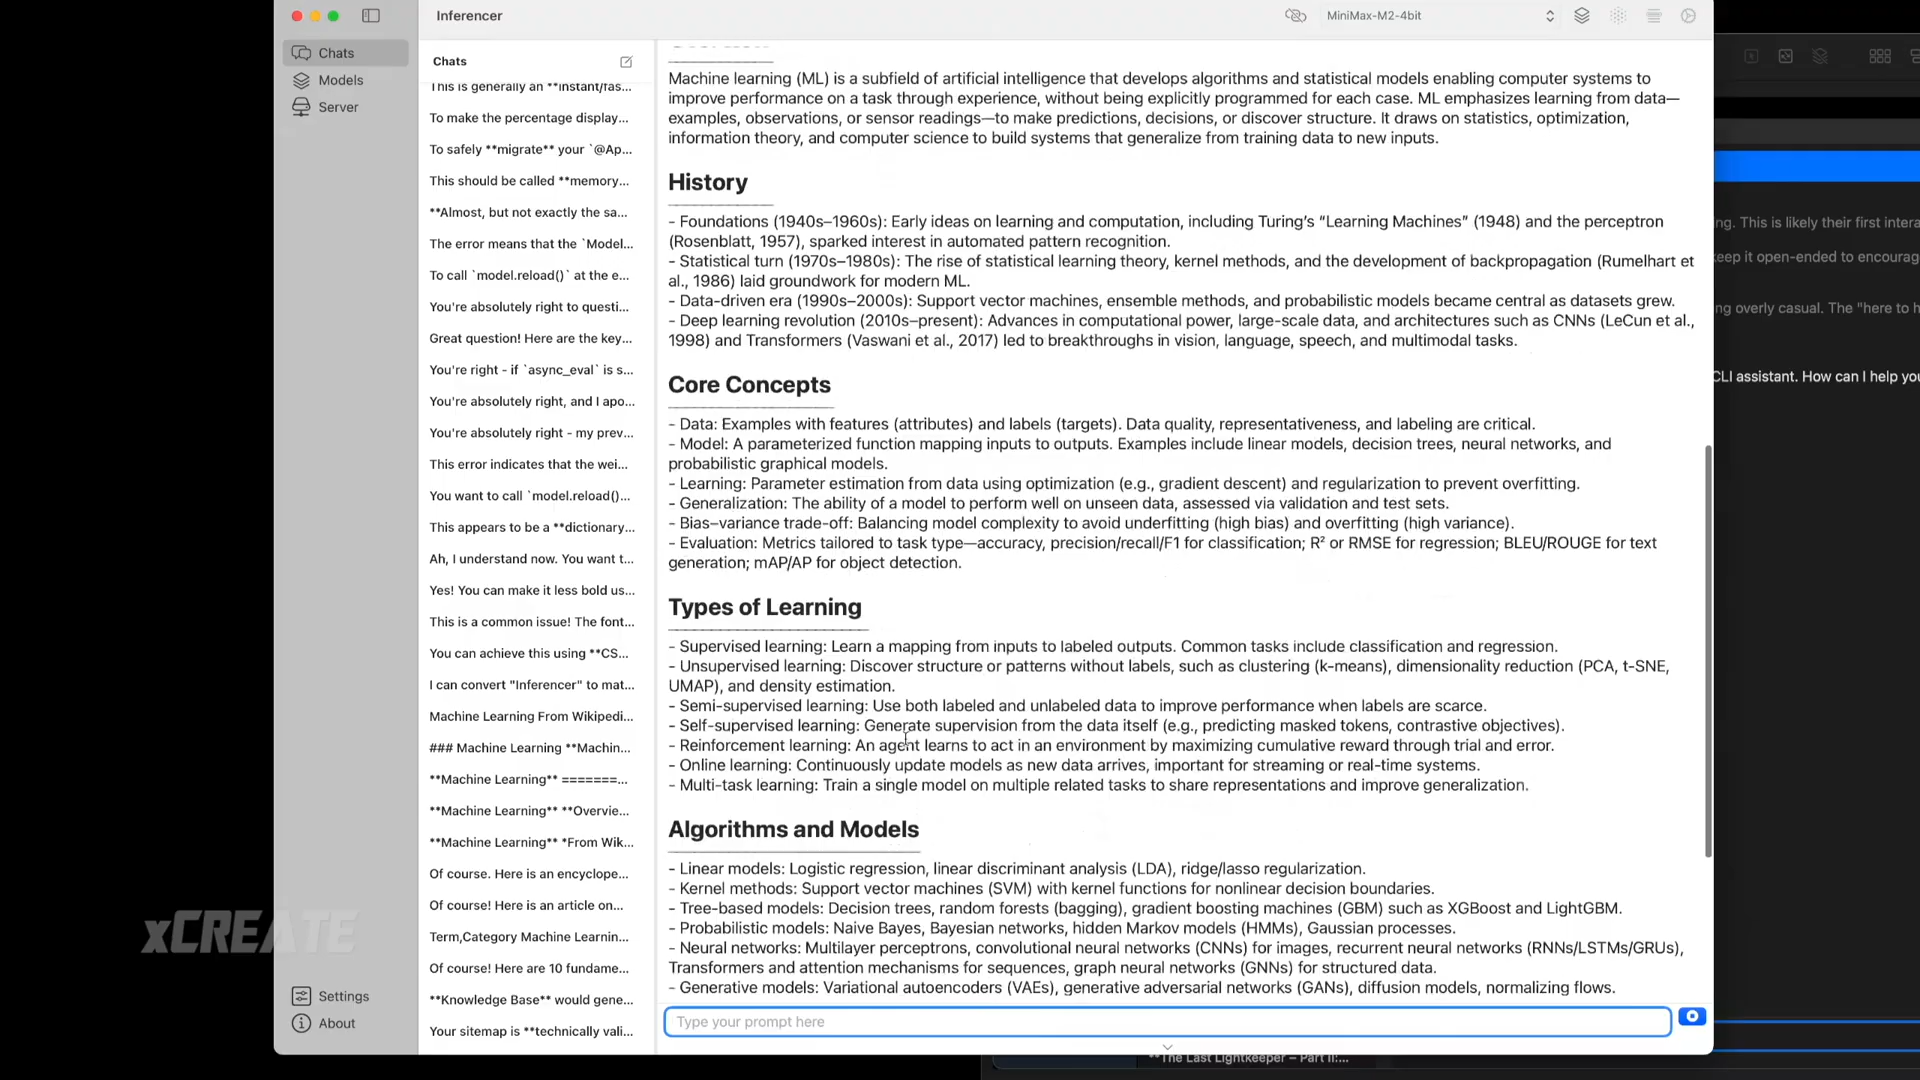 Inferencer
MiniMax-M2-4bit
Chats
Models
Server
Settings
About
Chats
This is generally an **instant/fas...
To make the percentage display...
To safely **migrate** your `@Ap...
This should be called **memory...
**Almost, but not exactly the sa...
The error means that the `Model...
To call `model.reload()` at the e...
You're absolutely right to questi...
Great question! Here are the key...
You're right - if `async_eval` is s...
You're absolutely right, and I apo...
You're absolutely right - my prev...
This error indicates that the wei...
You want to call `model.reload()...
This appears to be a **dictionary...
Ah, I understand now. You want t...
Yes! You can make it less bold us...
This is a common issue! The font...
You can achieve this using **CS...
I can convert "Inferencer" to mat...
Machine Learning From Wikipedi...
### Machine Learning **Machin...
**Machine Learning** =======...
**Machine Learning** **Overvie...
**Machine Learning** *From Wik...
Of course. Here is an encyclope...
Of course! Here is an article on...
Term,Category Machine Learnin...
Of course! Here are 10 fundame...
**Knowledge Base** would gene...
Your sitemap is **technically vali...
Machine learning (ML) is a subfield of artificial intelligence that develops algorithms and statistical models enabling computer systems to
improve performance on a task through experience, without being explicitly programmed for each case. ML emphasizes learning from data—
examples, observations, or sensor readings—to make predictions, decisions, or discover structure. It draws on statistics, optimization,
information theory, and computer science to build systems that generalize from training data to new inputs.
History
- Foundations (1940s–1960s): Early ideas on learning and computation, including Turing’s “Learning Machines” (1948) and the perceptron
(Rosenblatt, 1957), sparked interest in automated pattern recognition.
- Statistical turn (1970s–1980s): The rise of statistical learning theory, kernel methods, and the development of backpropagation (Rumelhart et
al., 1986) laid groundwork for modern ML.
- Data-driven era (1990s–2000s): Support vector machines, ensemble methods, and probabilistic models became central as datasets grew.
- Deep learning revolution (2010s–present): Advances in computational power, large-scale data, and architectures such as CNNs (LeCun et al.,
1998) and Transformers (Vaswani et al., 2017) led to breakthroughs in vision, language, speech, and multimodal tasks.
Core Concepts
- Data: Examples with features (attributes) and labels (targets). Data quality, representativeness, and labeling are critical.
- Model: A parameterized function mapping inputs to outputs. Examples include linear models, decision trees, neural networks, and
probabilistic graphical models.
- Learning: Parameter estimation from data using optimization (e.g., gradient descent) and regularization to prevent overfitting.
- Generalization: The ability of a model to perform well on unseen data, assessed via validation and test sets.
- Bias–variance trade-off: Balancing model complexity to avoid underfitting (high bias) and overfitting (high variance).
- Evaluation: Metrics tailored to task type—accuracy, precision/recall/F1 for classification; R² or RMSE for regression; BLEU/ROUGE for text
generation; mAP/AP for object detection.
Types of Learning
- Supervised learning: Learn a mapping from inputs to labeled outputs. Common tasks include classification and regression.
- Unsupervised learning: Discover structure or patterns without labels, such as clustering (k-means), dimensionality reduction (PCA, t-SNE,
UMAP), and density estimation.
- Semi-supervised learning: Use both labeled and unlabeled data to improve performance when labels are scarce.
- Self-supervised learning: Generate supervision from the data itself (e.g., predicting masked tokens, contrastive objectives).
- Reinforcement learning: An agent learns to act in an environment by maximizing cumulative reward through trial and error.
- Online learning: Continuously update models as new data arrives, important for streaming or real-time systems.
- Multi-task learning: Train a single model on multiple related tasks to share representations and improve generalization.
Algorithms and Models
- Linear models: Logistic regression, linear discriminant analysis (LDA), ridge/lasso regularization.
- Kernel methods: Support vector machines (SVM) with kernel functions for nonlinear decision boundaries.
- Tree-based models: Decision trees, random forests (bagging), gradient boosting machines (GBM) such as XGBoost and LightGBM.
- Probabilistic models: Naive Bayes, Bayesian networks, hidden Markov models (HMMs), Gaussian processes.
- Neural networks: Multilayer perceptrons, convolutional neural networks (CNNs) for images, recurrent neural networks (RNNs/LSTMs/GRUs),
Transformers and attention mechanisms for sequences, graph neural networks (GNNs) for structured data.
- Generative models: Variational autoencoders (VAEs), generative adversarial networks (GANs), diffusion models, normalizing flows.
Type your prompt here
ng. This is likely their first intera
keep it open-ended to encourag
ng overly casual. The "here to h
CLI assistant. How can I help you
**The Last Lightkeeper – Part II:...
xCREATE